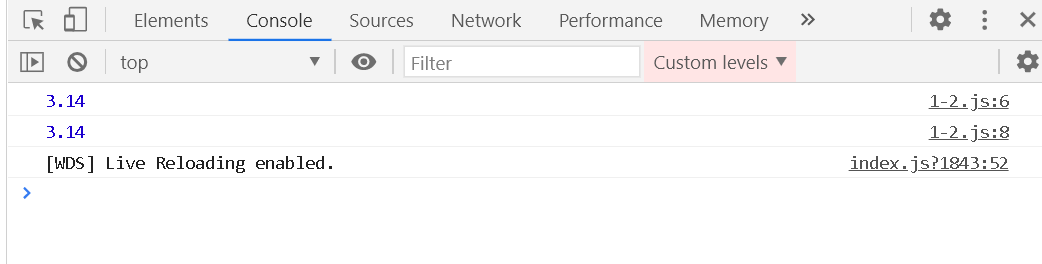 Elements Console Sources Network Performance Memory »
top Filter Custom levels
3.14 1-2.js:6
3.14 1-2.js:8
[WDS] Live Reloading enabled. index.js?1843:52